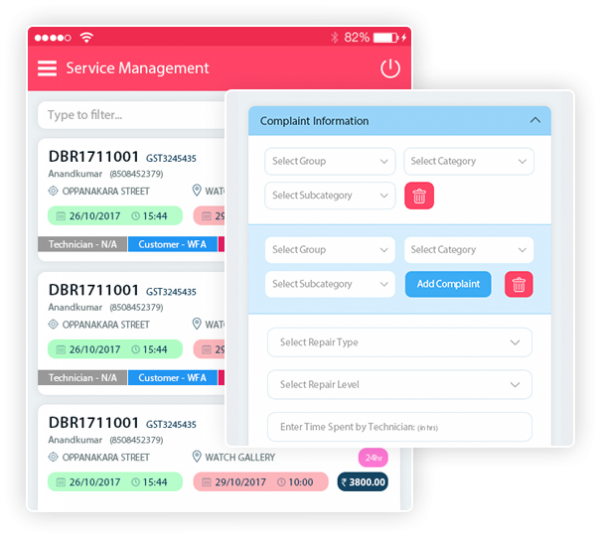 82%
Service Management
Type to filter...
DBR1711001 GST3245435
Anandkumar (8508452379)
OPPANAKARA STREET WAT
26/10/2017 15:44 29
Technician - N/A Customer - WFA
DBR1711001 GST3245435
Anandkumar (8508452379)
OPPANAKARA STREET WAT
26/10/2017 15:44 29
Technician - N/A Customer - WFA
DBR1711001 GST3245435
Anandkumar (8508452379)
OPPANAKARA STREET WATCH GALLERY 24hr
26/10/2017 15:44 29/10/2017 10:00 ₹ 3800.00
Complaint Information
Select Group Select Category
Select Subcategory
Select Group Select Category
Select Subcategory Add Complaint
Select Repair Type
Select Repair Level
Enter Time Spent by Technician: (in hrs)